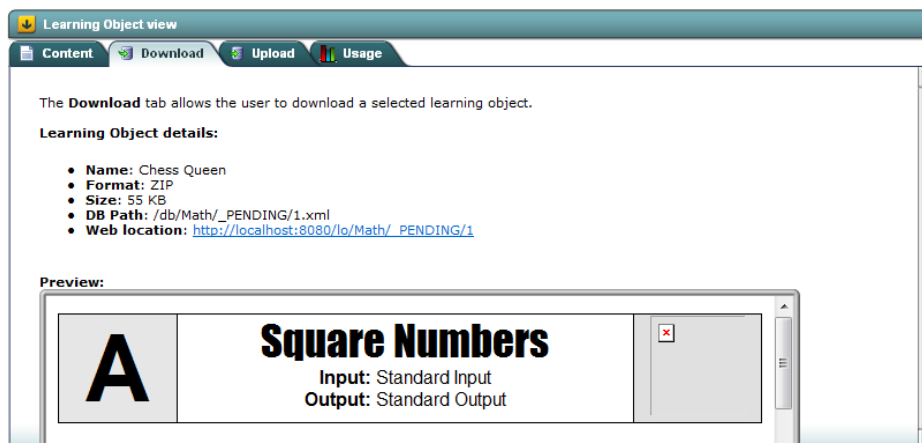 Learning Object view
Content Download Upload Usage
The Download tab allows the user to download a selected learning object.
Learning Object details:
• Name: Chess Queen
• Format: ZIP
• Size: 55 KB
• DB Path: /db/Math/_PENDING/1.xml
• Web location: http://localhost:8080/lo/Math/_PENDING/1
Preview:
A
Square Numbers
Input: Standard Input
Output: Standard Output